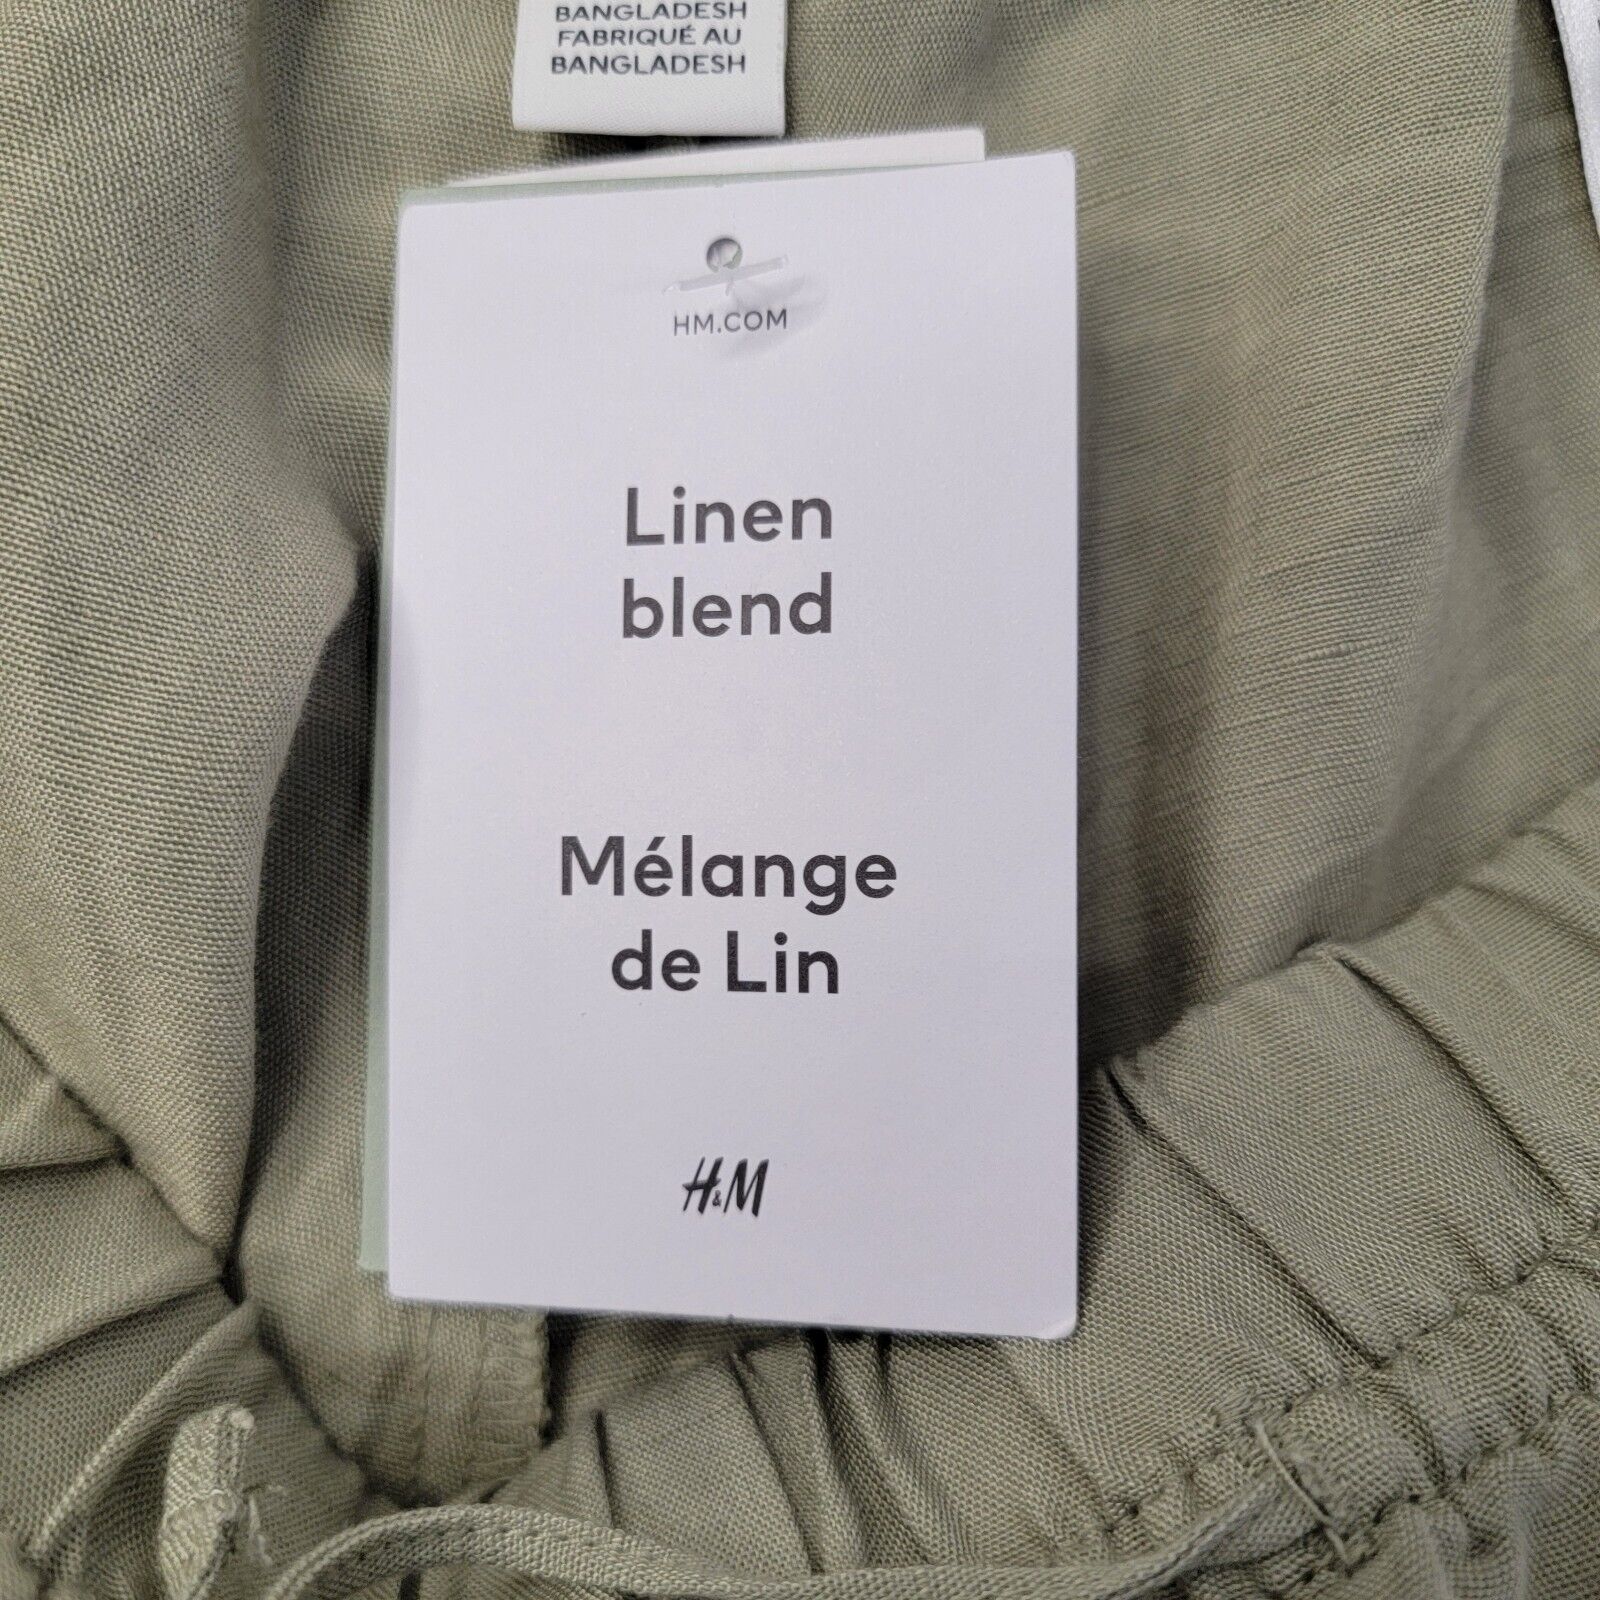 BANGLADESH
FABRIQUÉ AU
BANGLADESH
HM.COM
Linen
blend
Mélange
de Lin
H&M